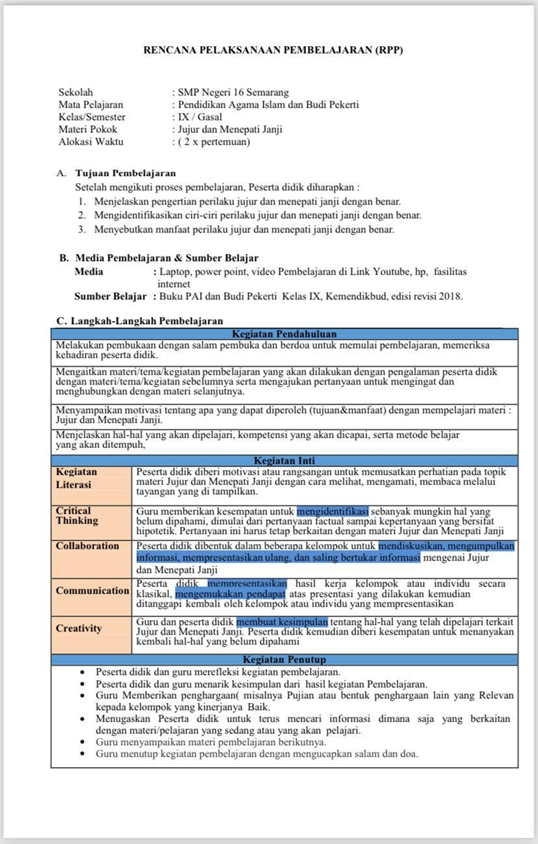 RENCANA PELAKSANAAN PEMBELAJARAN (RPP)
Sekolah : SMP Negeri 16 Semarang
Mata Pelajaran : Pendidikan Agama Islam dan Budi Pekerti
Kelas/Semester : IX / Gasal
Materi Pokok : Jujur dan Menepati Janji
Alokasi Waktu : ( 2 x pertemuan)
A. Tujuan Pembelajaran
Setelah mengikuti proses pembelajaran, Peserta didik diharapkan :
1. Menjelaskan pengertian perilaku jujur dan menepati janji dengan benar.
2. Mengidentifikasikan ciri-ciri perilaku jujur dan menepati janji dengan benar.
3. Menyebutkan manfaat perilaku jujur dan menepati janji dengan benar.
B. Media Pembelajaran & Sumber Belajar
Media : Laptop, power point, video Pembelajaran di Link Youtube, hp, fasilitas
internet
Sumber Belajar : Buku PAI dan Budi Pekerti Kelas IX, Kemendikbud, edisi revisi 2018.
C. Langkah-Langkah Pembelajaran
Kegiatan Pendahuluan
Melakukan pembukaan dengan salam pembuka dan berdoa untuk memulai pembelajaran, memeriksa
kehadiran peserta didik.
Mengaitkan materi/tema/kegiatan pembelajaran yang akan dilakukan dengan pengalaman peserta didik
dengan materi/tema/kegiatan sebelumnya serta mengajukan pertanyaan untuk mengingat dan
menghubungkan dengan materi selanjutnya.
Menyampaikan motivasi tentang apa yang dapat diperoleh (tujuan&manfaat) dengan mempelajari materi :
Jujur dan Menepati Janji.
Menjelaskan hal-hal yang akan dipelajari, kompetensi yang akan dicapai, serta metode belajar
yang akan ditempuh,
Kegiatan Inti
Kegiatan
Literasi
Peserta didik diberi motivasi atau rangsangan untuk memusatkan perhatian pada topik
materi Jujur dan Menepati Janji dengan cara melihat, mengamati, membaca melalui
tayangan yang di tampilkan.
Critical
Thinking
Guru memberikan kesempatan untuk mengidentifikasi sebanyak mungkin hal yang
belum dipahami, dimulai dari pertanyaan factual sampai kepertanyaan yang bersifat
hipotetik. Pertanyaan ini harus tetap berkaitan dengan materi Jujur dan Menepati Janji
Collaboration
Peserta didik dibentuk dalam beberapa kelompok untuk mendiskusikan, mengumpulkan
informasi, mempresentasikan ulang, dan saling bertukar informasi mengenai Jujur
dan Menepati Janji
Communication
Peserta didik mempresentasikan hasil kerja kelompok atau individu secara
klasikal, mengemukakan pendapat atas presentasi yang dilakukan kemudian
ditanggapi kembali oleh kelompok atau individu yang mempresentasikan
Creativity
Guru dan peserta didik membuat kesimpulan tentang hal-hal yang telah dipelajari terkait
Jujur dan Menepati Janji. Peserta didik kemudian diberi kesempatan untuk menanyakan
kembali hal-hal yang belum dipahami
Kegiatan Penutup
• Peserta didik dan guru merefleksi kegiatan pembelajaran.
• Peserta didik dan guru menarik kesimpulan dari hasil kegiatan Pembelajaran.
• Guru Memberikan penghargaan( misalnya Pujian atau bentuk penghargaan lain yang Relevan
kepada kelompok yang kinerjanya Baik.
• Menugaskan Peserta didik untuk terus mencari informasi dimana saja yang berkaitan
dengan materi/pelajaran yang sedang atau yang akan pelajari.
• Guru menyampaikan materi pembelajaran berikutnya.
• Guru menutup kegiatan pembelajaran dengan mengucapkan salam dan doa.